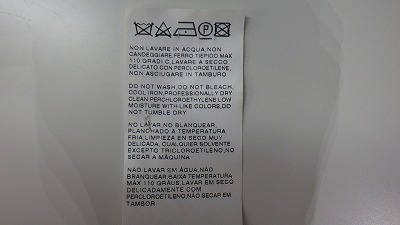 NON LAVARE IN ACQUA,NON
CANDEGGIARE,FERRO TIEPIDO MAX
110 GRADI C,LAVARE A SECCO
DELICATO CON PERCLOROETILENE,
NON ASCIUGARE IN TAMBURO
DO NOT WASH,DO NOT BLEACH,
COOL IRON,PROFESSIONALLY DRY
CLEAN PERCHLOROETHYLENE LOW
MOISTURE WITH LIKE COLORS,DO
NOT TUMBLE DRY
NO LAVAR,NO BLANQUEAR,
PLANCHADO A TEMPERATURA
FRIA,LIMPIEZA EN SECO MUY
DELICADA, CUALQUIER SOLVENTE
EXCEPTO TRICLOROETILENO,NO
SECAR A MÁQUINA
NÃO LAVAR EM ÁGUA,NÃO
BRANQUEAR,BAIXA TEMPERATURA
MÁX 110 GRÁUS,LAVAR EM SECO
DELICADAMENTE COM
PERCLOROETILENO,NÃO SECAR EM
TAMBOR